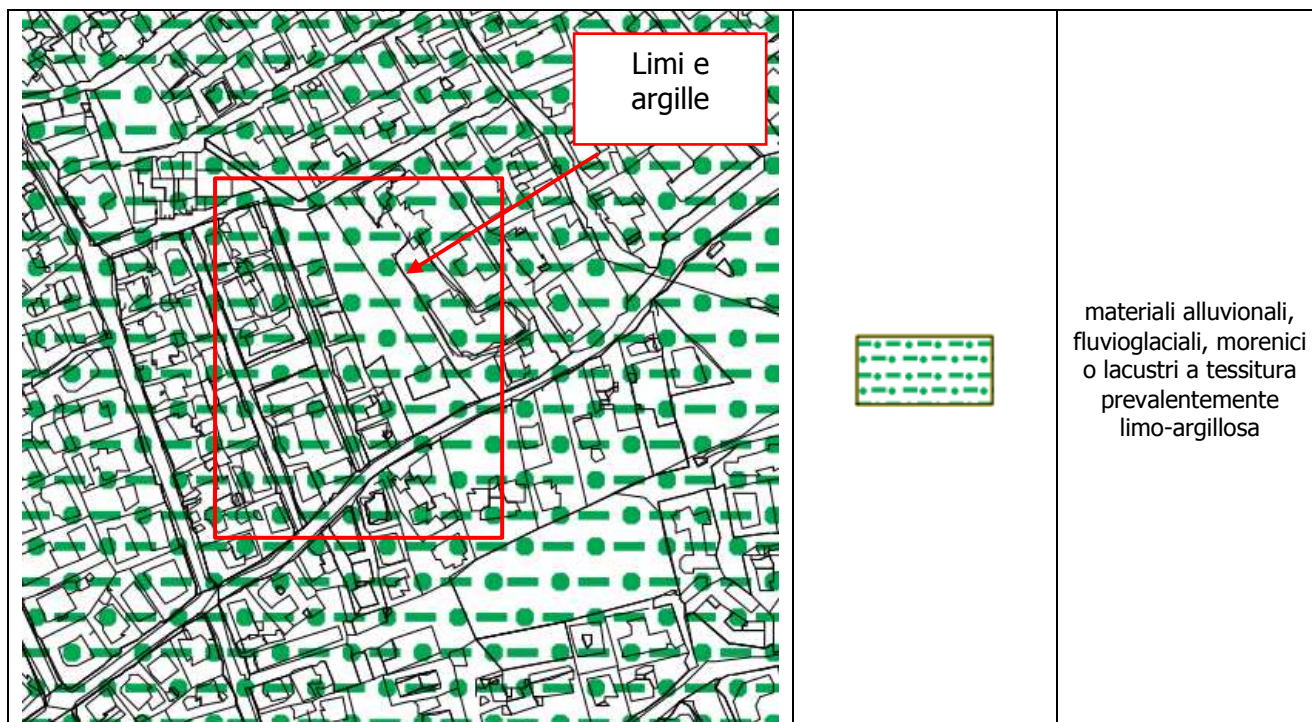 Limi e
argille
materiali alluvionali,
fluvioglaciali, morenici
o lacustri a tessitura
prevalentemente
limo-argillosa